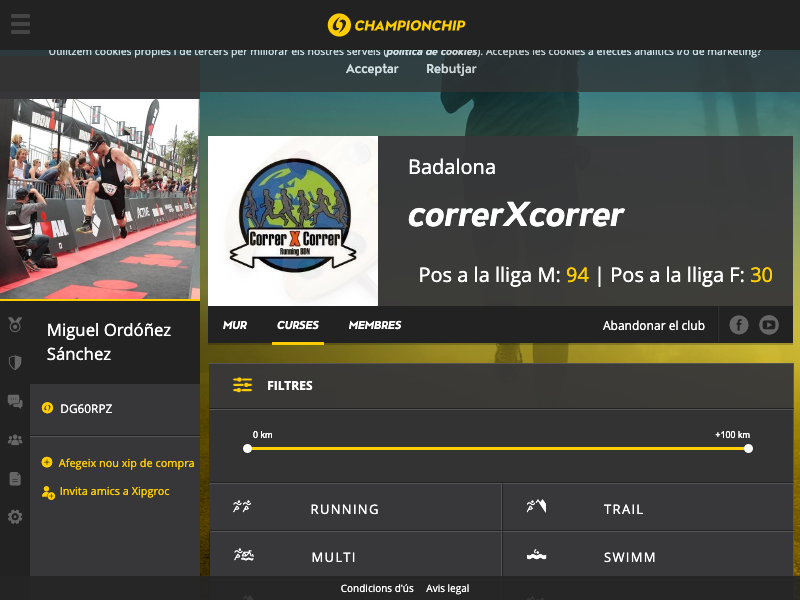 CHAMPIONCHIP
Utilitzem cookies pròpies i de tercers per millorar els nostres serveis (política de cookies). Acceptes les cookies a efectes analítics i/o de màrketing?
Acceptar Rebutjar
Badalona
correrXcorrer
Pos a la lliga M: 94 | Pos a la lliga F: 30
Correr X Correr
Running BDN
MUR CURSES MEMBRES Abandonar el club
Miguel Ordóñez
Sánchez
DG60RPZ
Afegeix nou xip de compra
Invita amics a Xipgroc
FILTRES
0 km +100 km
RUNNING TRAIL
MULTI SWIMM
Condicions d'ús Avis legal